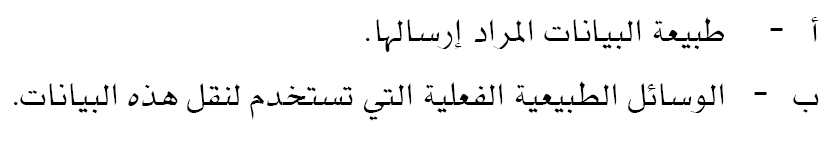 أ - طبيعة البيانات المراد إرسالها.
ب - الوسائل الطبيعية الفعلية التي تستخدم لنقل هذه البيانات.